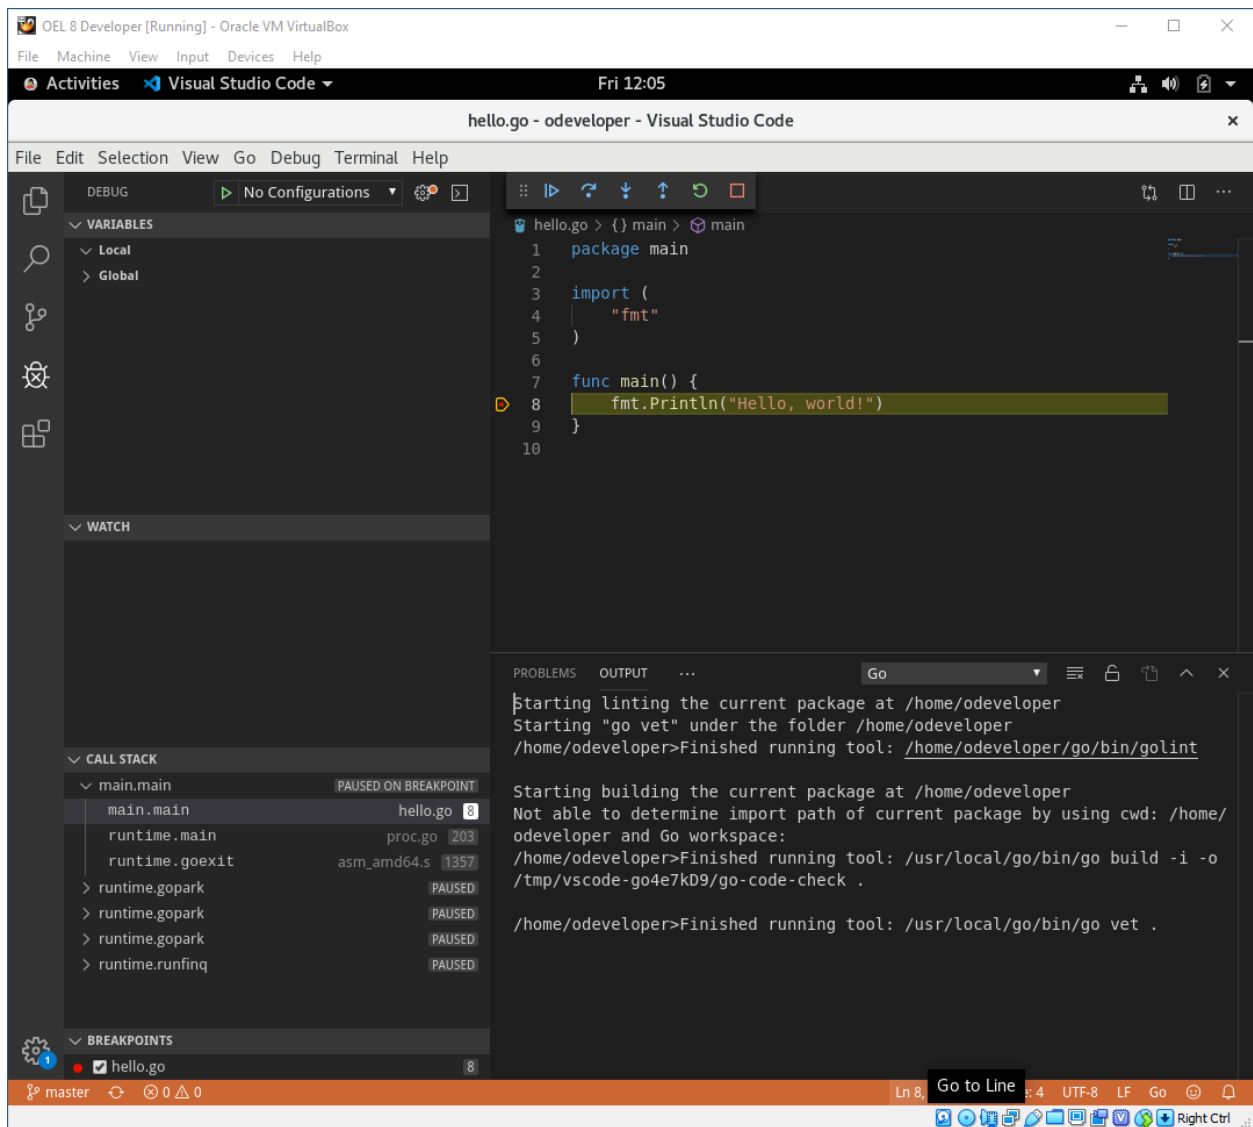 OEL 8 Developer [Running] - Oracle VM VirtualBox
File Machine View Input Devices Help
Activities Visual Studio Code Fri 12:05
hello.go - odeveloper - Visual Studio Code
File Edit Selection View Go Debug Terminal Help
DEBUG No Configurations
VARIABLES
Local
Global
WATCH
CALL STACK
main.main PAUSED ON BREAKPOINT
main.main hello.go 8
runtime.main proc.go 203
runtime.goexit asm_amd64.s 1357
runtime.gopark PAUSED
runtime.gopark PAUSED
runtime.gopark PAUSED
runtime.runfinq PAUSED
BREAKPOINTS
hello.go 8
hello.go > {} main > main
1 package main
2
3 import (
4 "fmt"
5 )
6
7 func main() {
8 fmt.Println("Hello, world!")
9 }
10
PROBLEMS OUTPUT ··· Go
Starting linting the current package at /home/odeveloper
Starting "go vet" under the folder /home/odeveloper
/home/odeveloper>Finished running tool: /home/odeveloper/go/bin/golint
Starting building the current package at /home/odeveloper
Not able to determine import path of current package by using cwd: /home/
odeveloper and Go workspace:
/home/odeveloper>Finished running tool: /usr/local/go/bin/go build -i -o
/tmp/vscode-go4e7kD9/go-code-check .
/home/odeveloper>Finished running tool: /usr/local/go/bin/go vet .
1
master 0 0 Ln 8, Go to Line : 4 UTF-8 LF Go
Right Ctrl